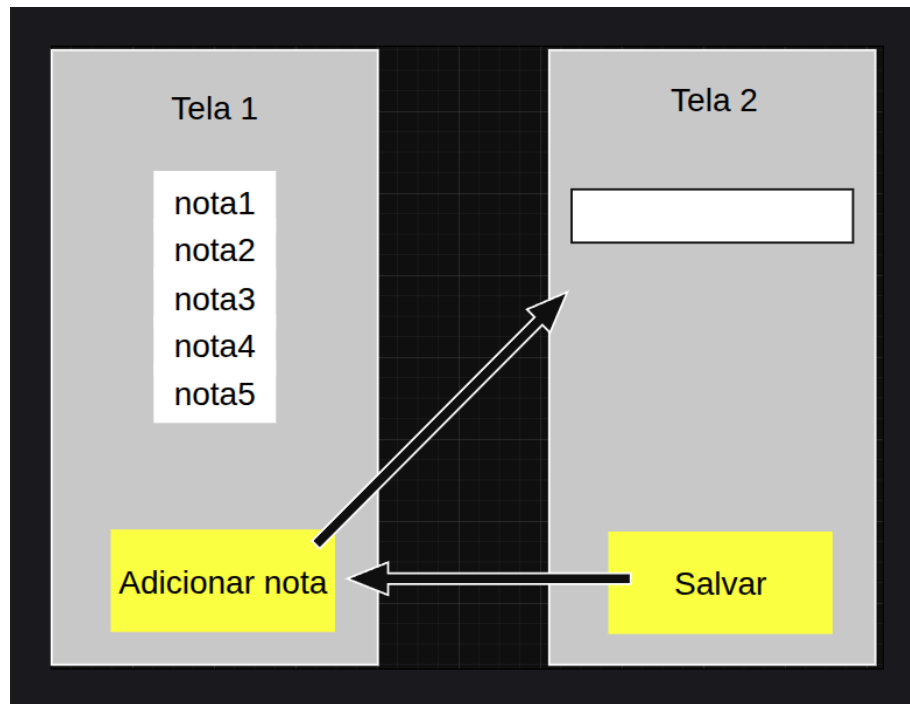 Tela 1
nota1
nota2
nota3
nota4
nota5
Adicionar nota
Tela 2
Salvar